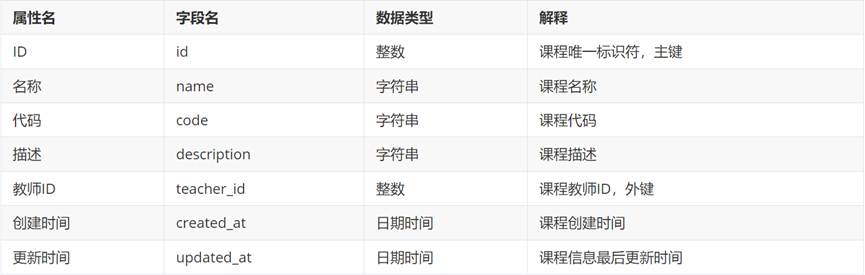 属性名 字段名 数据类型 解释
ID id 整数 课程唯一标识符，主键
名称 name 字符串 课程名称
代码 code 字符串 课程代码
描述 description 字符串 课程描述
教师ID teacher_id 整数 课程教师ID，外键
创建时间 created_at 日期时间 课程创建时间
更新时间 updated_at 日期时间 课程信息最后更新时间